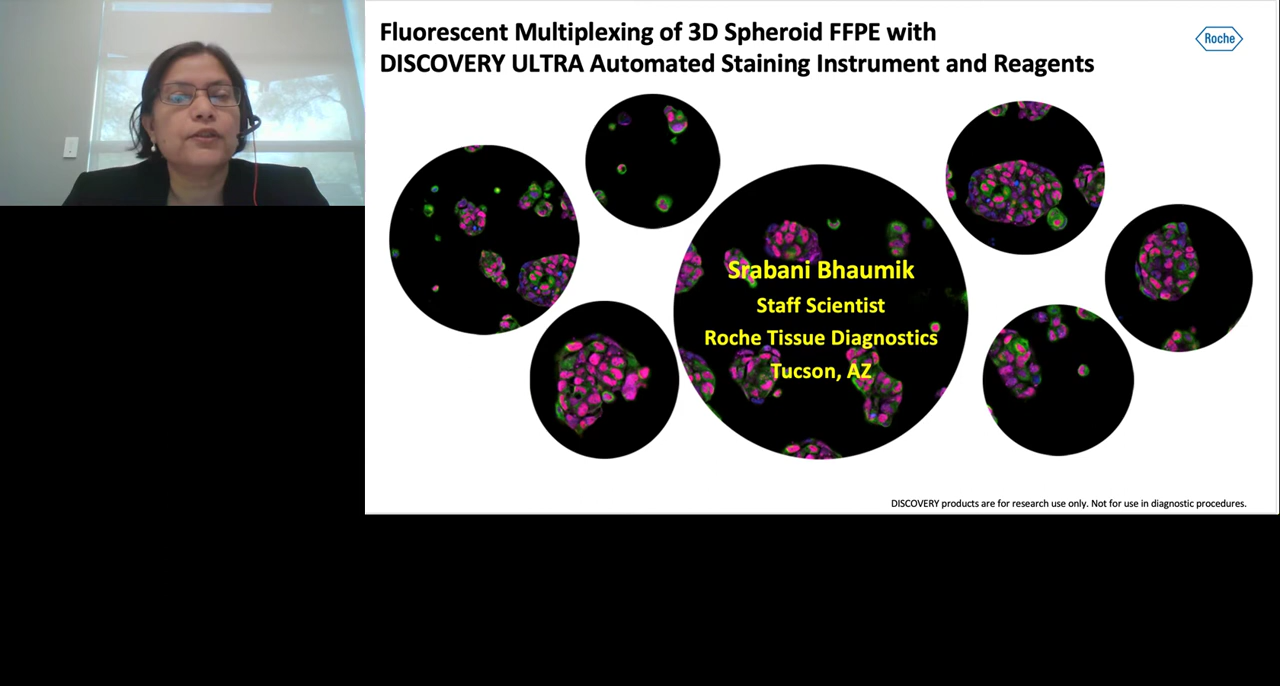 Fluorescent Multiplexing of 3D Spheroid FFPE with
DISCOVERY ULTRA Automated Staining Instrument and Reagents
Roche
Srabani Bhaumik
Staff Scientist
Roche Tissue Diagnostics
Tucson, AZ
DISCOVERY products are for research use only. Not for use in diagnostic procedures.